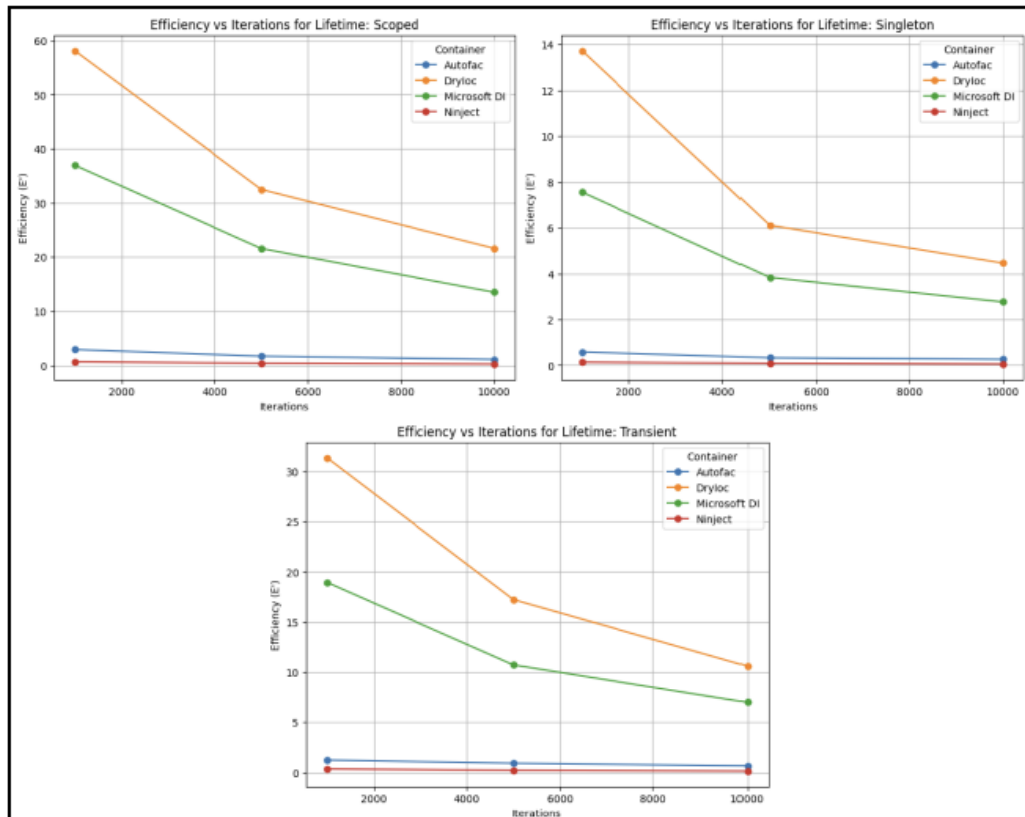 Efficiency vs Iterations for Lifetime: Scoped
60
50
40
30
20
10
0
Efficiency (E')
Container
Autofac
DryIoc
Microsoft DI
Ninject
2000
4000
6000
8000
10000
Iterations
Efficiency vs Iterations for Lifetime: Singleton
14
12
10
8
6
4
2
0
Efficiency (E')
Container
Autofac
DryIoc
Microsoft DI
Ninject
2000
4000
6000
8000
10000
Iterations
Efficiency vs Iterations for Lifetime: Transient
30
25
20
15
10
5
0
Efficiency (E')
Container
Autofac
DryIoc
Microsoft DI
Ninject
2000
4000
6000
8000
10000
Iterations